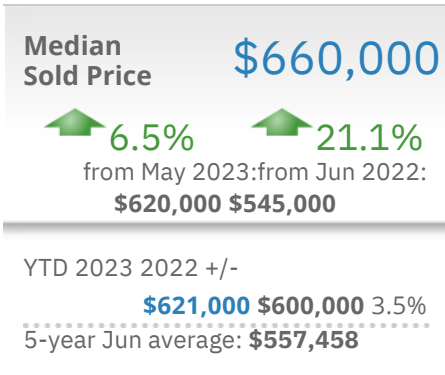 Median
Sold Price
$660,000
6.5% 21.1%
from May 2023:from Jun 2022:
$620,000 $545,000
YTD 2023 2022 +/-
$621,000 $600,000 3.5%
5-year Jun average: $557,458